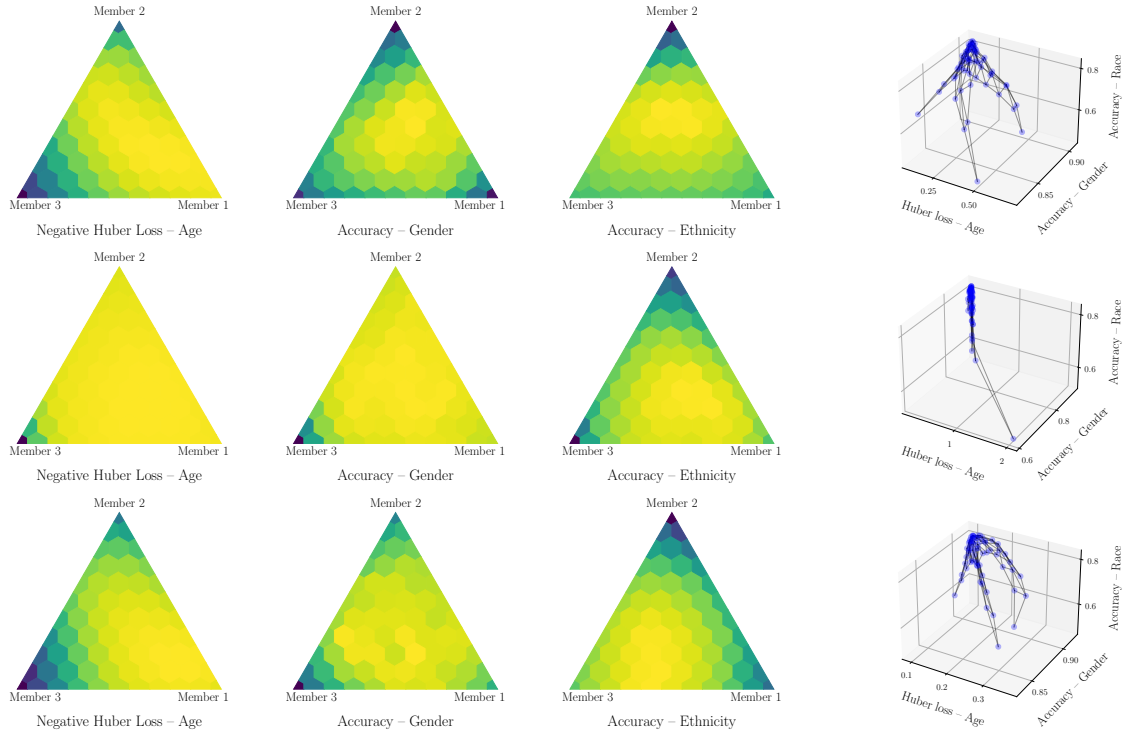 Member 2
Member 2
Member 2
Member 3
Member 1
Member 3
Member 1
Member 3
Member 1
Negative Huber Loss – Age
Accuracy – Gender
Accuracy – Ethnicity
0.25
0.50
Huber loss – Age
0.85
0.90
Accuracy – Gender
0.6
0.8
Accuracy – Race
Member 2
Member 2
Member 2
Member 3
Member 1
Member 3
Member 1
Member 3
Member 1
Negative Huber Loss – Age
Accuracy – Gender
Accuracy – Ethnicity
1
2
Huber loss – Age
0.6
0.8
Accuracy – Gender
0.6
0.8
Accuracy – Race
Member 2
Member 2
Member 2
Member 3
Member 1
Member 3
Member 1
Member 3
Member 1
Negative Huber Loss – Age
Accuracy – Gender
Accuracy – Ethnicity
0.1
0.2
0.3
Huber loss – Age
0.85
0.90
Accuracy – Gender
0.6
0.8
Accuracy – Race